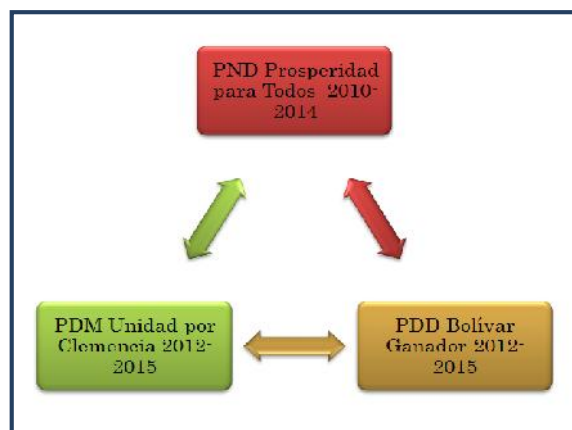 PND Prosperidad
para Todos 2010-
2014
PDM Unidad por
Clemencia 2012-
2015
PDD Bolívar
Ganador 2012-
2015